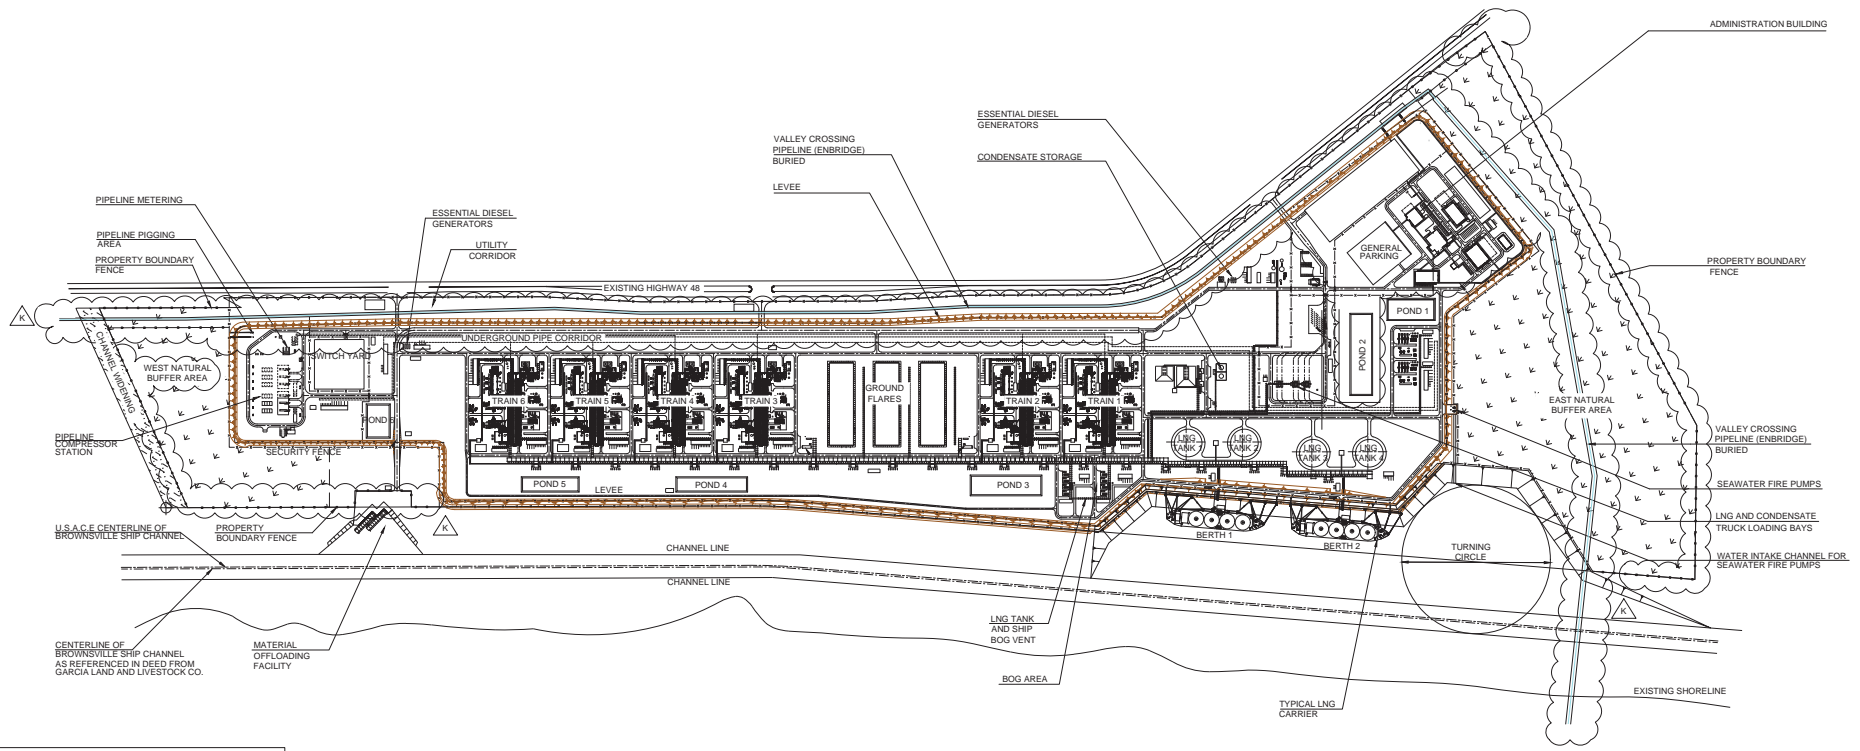 ADMINISTRATION BUILDING
ESSENTIAL DIESEL
GENERATORS
VALLEY CROSSING
PIPELINE (ENBRIDGE)
BURIED
CONDENSATE STORAGE
LEVEE
PIPELINE METERING
ESSENTIAL DIESEL
GENERATORS
PIPELINE PIGGING
AREA
UTILITY
CORRIDOR
PROPERTY BOUNDARY
FENCE
GENERAL
PARKING
PROPERTY BOUNDARY
FENCE
EXISTING HIGHWAY 48
K
POND 1
UNDERGROUND PIPE CORRIDOR
SWITCH YARD
CHANNEL WIDENING
WEST NATURAL
BUFFER AREA
POND 2
GROUND
FLARES
TRAIN 6
TRAIN 5
TRAIN 4
TRAIN 3
TRAIN 2
TRAIN 1
EAST NATURAL
BUFFER AREA
POND 6
PIPELINE
COMPRESSOR
STATION
SECURITY FENCE
LNG
TANK 1
LNG
TANK 2
LNG
TANK 3
LNG
TANK 4
VALLEY CROSSING
PIPELINE (ENBRIDGE)
BURIED
POND 5
LEVEE
POND 4
POND 3
SEAWATER FIRE PUMPS
U.S.A.C.E CENTERLINE OF
BROWNSVILLE SHIP CHANNEL
PROPERTY
BOUNDARY FENCE
K
LNG AND CONDENSATE
TRUCK LOADING BAYS
BERTH 1
BERTH 2
CHANNEL LINE
TURNING
CIRCLE
WATER INTAKE CHANNEL FOR
SEAWATER FIRE PUMPS
CHANNEL LINE
K
LNG TANK
AND SHIP
BOG VENT
CENTERLINE OF
BROWNSVILLE SHIP CHANNEL
AS REFERENCED IN DEED FROM
GARCIA LAND AND LIVESTOCK CO.
MATERIAL
OFFLOADING
FACILITY
BOG AREA
EXISTING SHORELINE
TYPICAL LNG
CARRIER